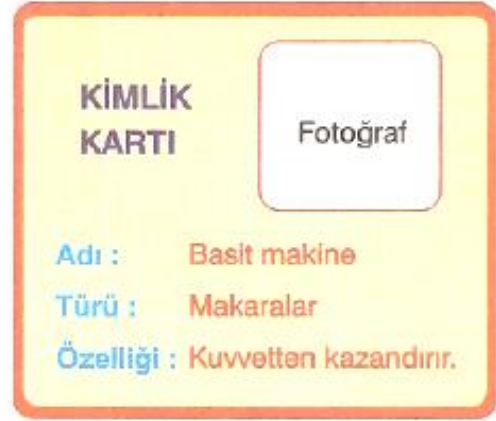 KİMLİK
KARTI
Fotoğraf
Adı : Basit makine
Türü : Makaralar
Özelliği : Kuvvetten kazandırır.